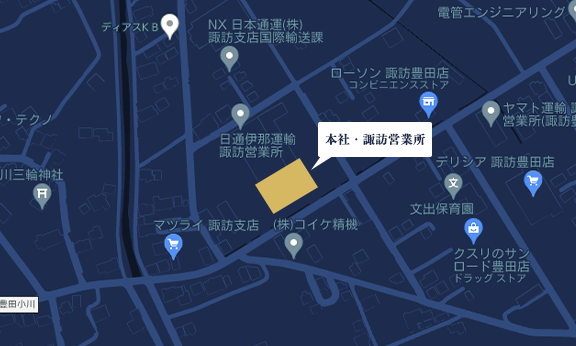 電管エンジニアリング
ディアスK B
NX 日本通運(株)
諏訪支店国際輸送課
ローソン 諏訪豊田店
コンビニエンスストア
ヤマト運輸 諏
営業所(諏訪豊
・テクノ
日通伊那運輸
諏訪営業所
本社・諏訪営業所
デリシア 諏訪豊田店
川三輪神社
文出保育園
マツライ 諏訪支店
(株)コイケ精機
クスリのサン
ロード豊田店
ドラッグ ストア
豊田小川